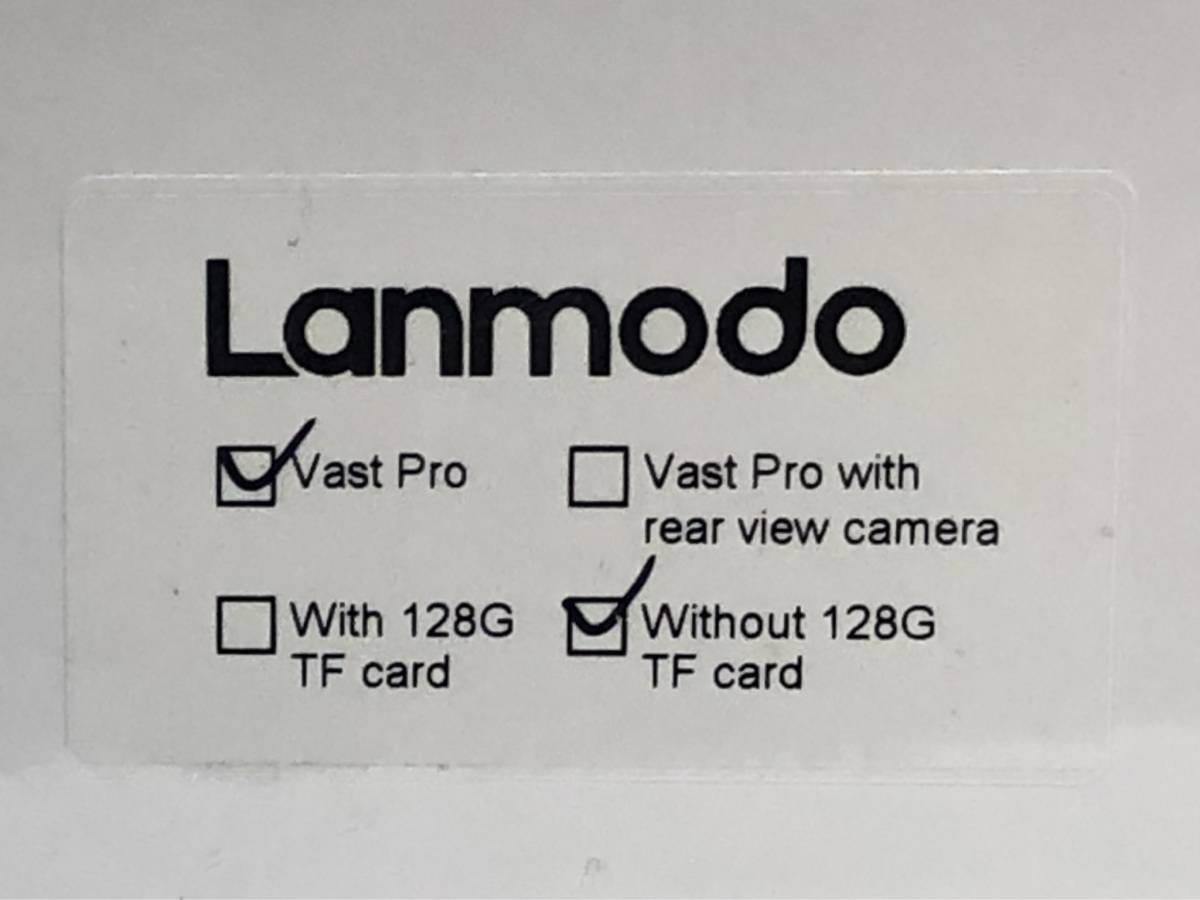 Lanmodo
Vast Pro
Vast Pro with
rear view camera
With 128G
TF card
Without 128G
TF card